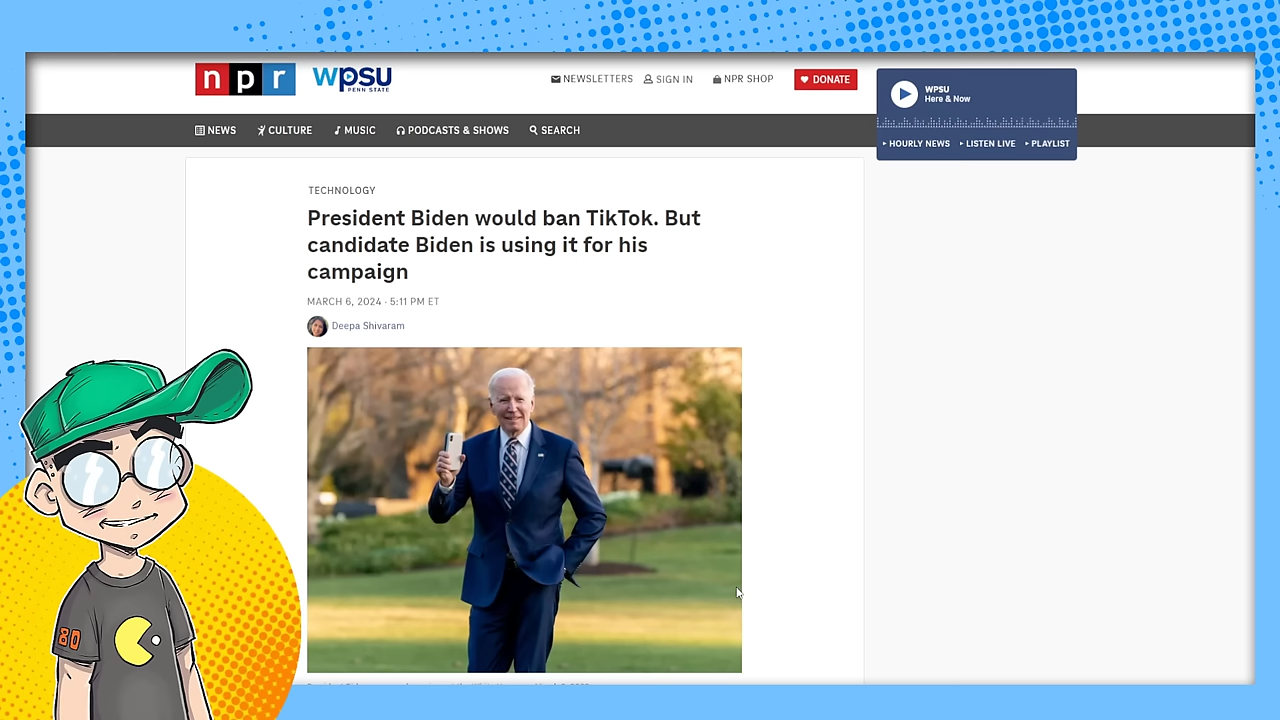 npr
wpsu
PENN STATE
NEWSLETTERS
SIGN IN
NPR SHOP
DONATE
WPSU
Here & Now
HOURLY NEWS
LISTEN LIVE
PLAYLIST
NEWS
CULTURE
MUSIC
PODCASTS & SHOWS
SEARCH
TECHNOLOGY
President Biden would ban TikTok. But
candidate Biden is using it for his
campaign
MARCH 6, 2024 · 5:11 PM ET
Deepa Shivaram
80